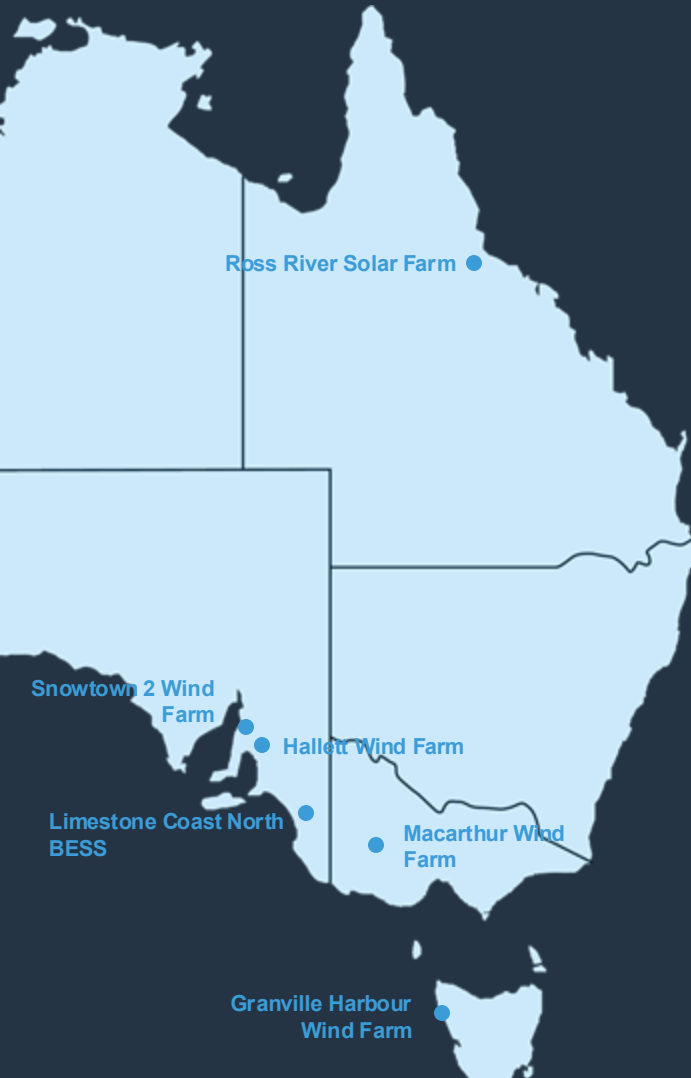 Ross River Solar Farm
Snowtown 2 Wind
Farm
Hallett Wind Farm
Limestone Coast North
BESS
Macarthur Wind
Farm
Granville Harbour
Wind Farm